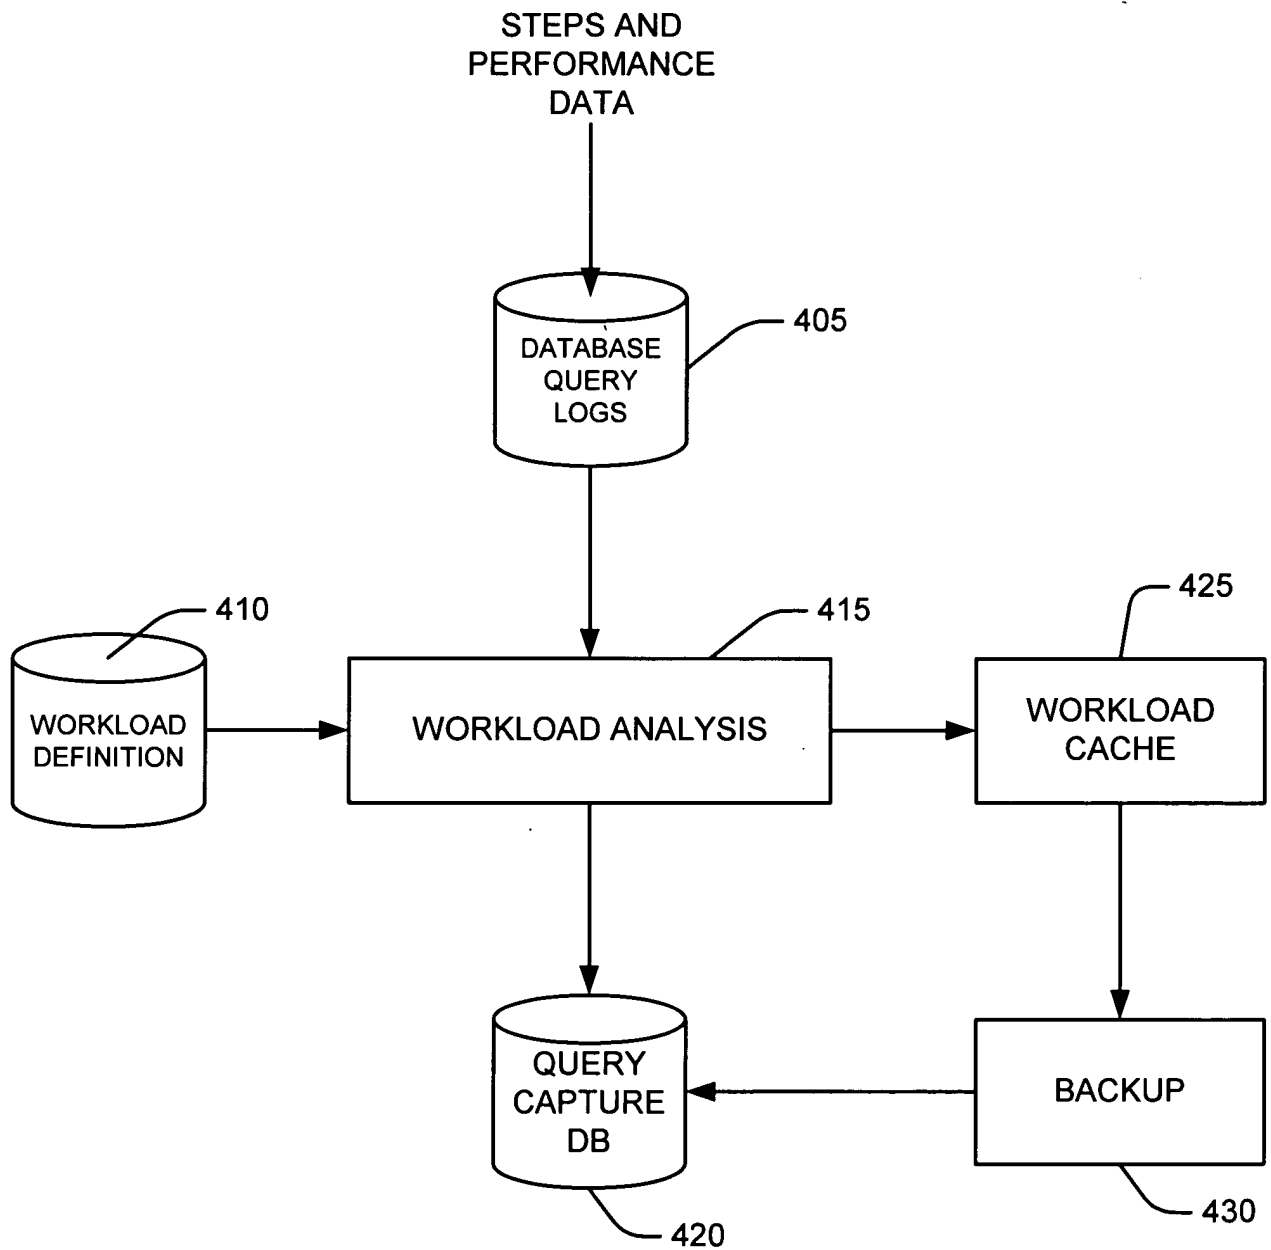 STEPS AND
PERFORMANCE
DATA
405
DATABASE
QUERY
LOGS
410
415
425
WORKLOAD
DEFINITION
WORKLOAD ANALYSIS
WORKLOAD
CACHE
QUERY
CAPTURE
DB
BACKUP
420
430